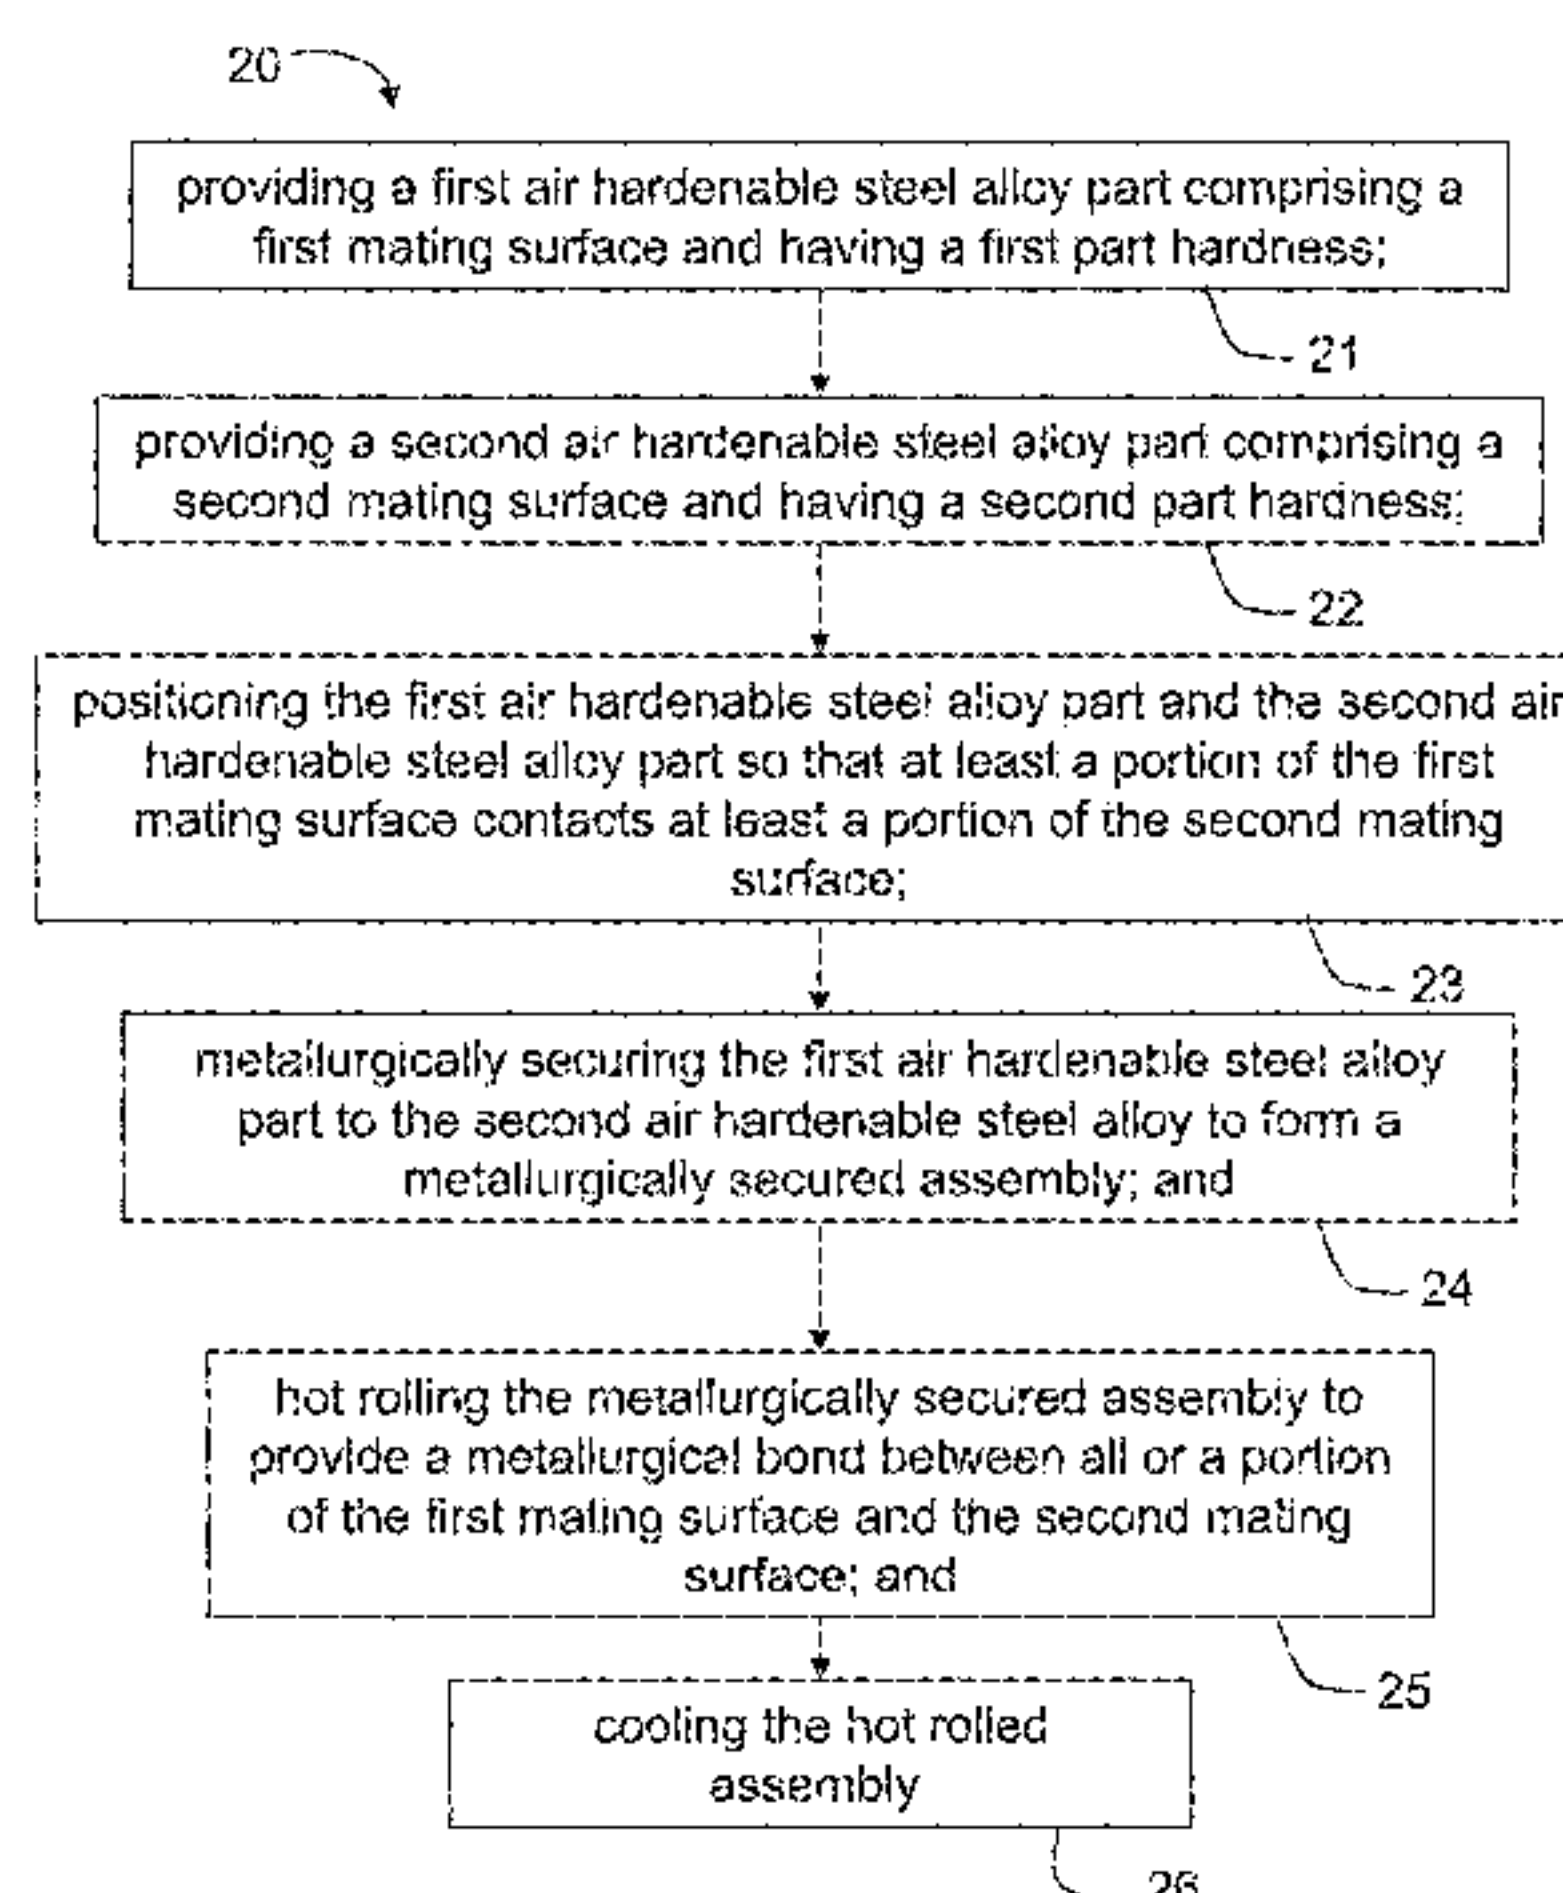 20
providing a first air hardenable steel alloy part comprising a
first mating surface and having a first part hardness;
21
providing a second air hardenable steel alloy part comprising a
second mating surface and having a second part hardness;
22
positioning the first air hardenable steel alloy part and the second air
hardenable steel alloy part so that at least a portion of the first
mating surface contacts at least a portion of the second mating
surface;
23
metallurgically securing the first air hardenable steel alloy
part to the second air hardenable steel alloy to form a
metallurgically secured assembly; and
24
hot rolling the metallurgically secured assembly to
provide a metallurgical bond between all or a portion
of the first mating surface and the second mating
surface; and
25
cooling the hot rolled
assembly
26